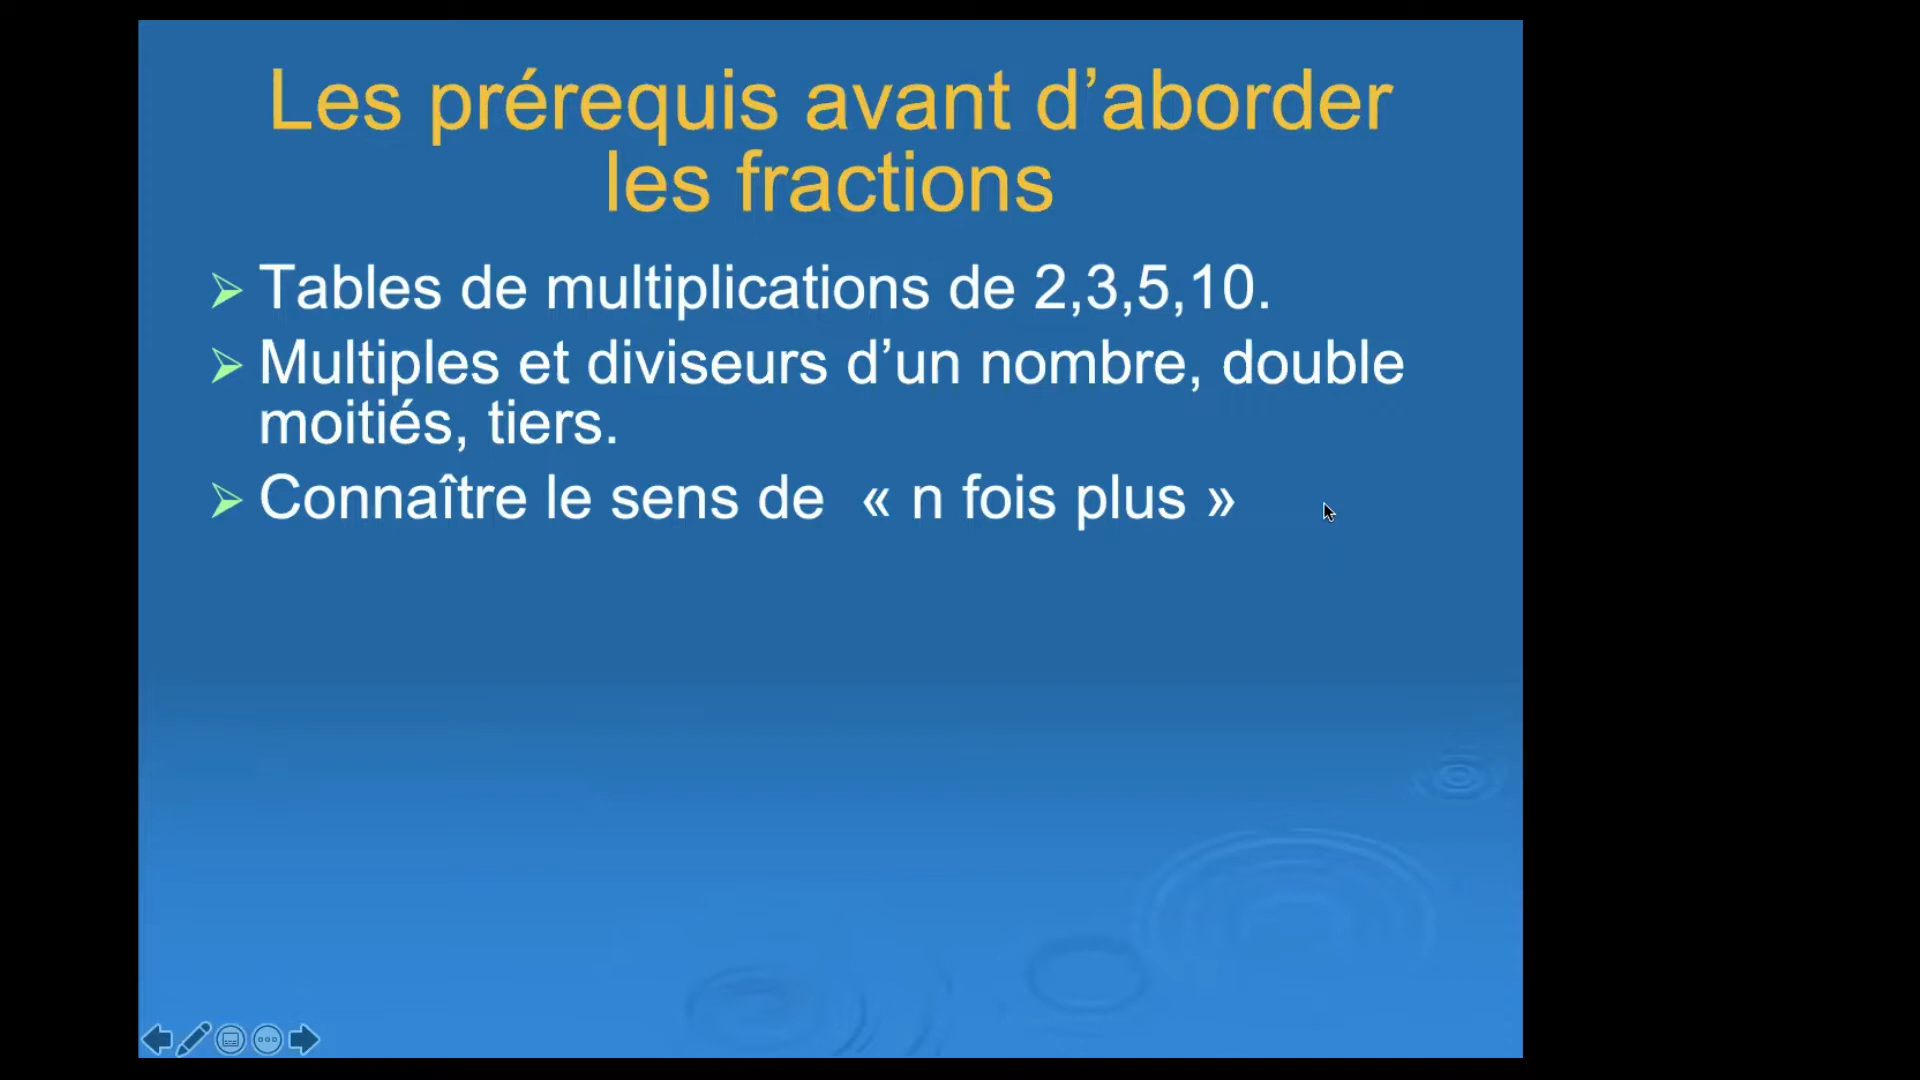 Les prérequis avant d’aborder
les fractions
Tables de multiplications de 2,3,5,10.
Multiples et diviseurs d’un nombre, double
moitiés, tiers.
Connaître le sens de « n fois plus »